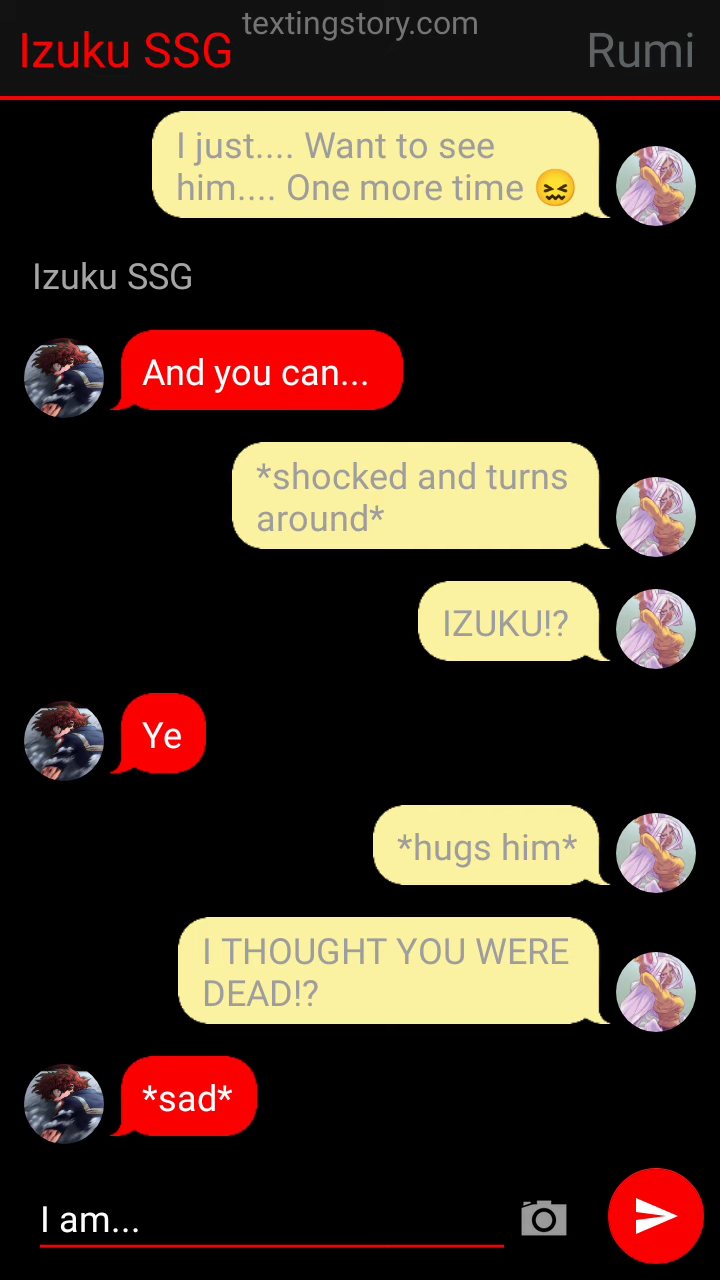 textingstory.com
Izuku SSG
Rumi
I just.... Want to see
him.... One more time 😖
Izuku SSG
And you can...
*shocked and turns
around*
IZUKU!?
Ye
*hugs him*
I THOUGHT YOU WERE
DEAD!?
*sad*
I am...